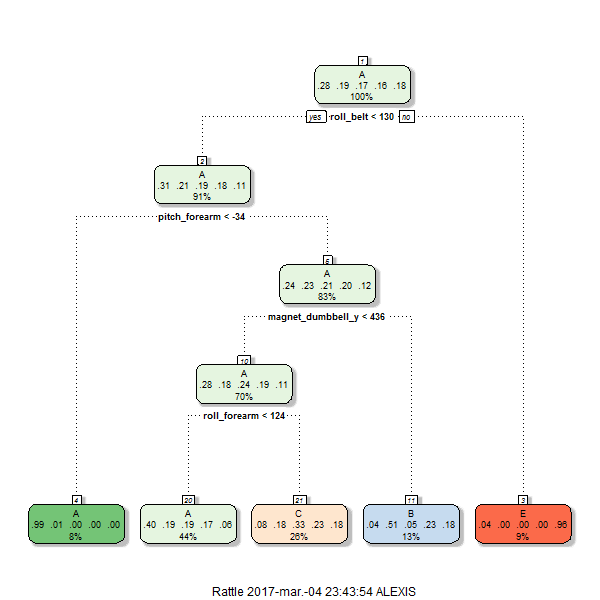 1
A
.28 .19 .17 .16 .18
100%
yes roll_belt < 130 no
2
A
.31 .21 .19 .18 .11
91%
pitch_forearm < -34
5
A
.24 .23 .21 .20 .12
83%
magnet_dumbbell_y < 436
10
A
.28 .18 .24 .19 .11
70%
roll_forearm < 124
4
A
.99 .01 .00 .00 .00
8%
20
A
.40 .19 .19 .17 .06
44%
21
C
.08 .18 .33 .23 .18
26%
11
B
.04 .51 .05 .23 .18
13%
3
E
.04 .00 .00 .00 .96
9%
Rattle 2017-mar.-04 23:43:54 ALEXIS